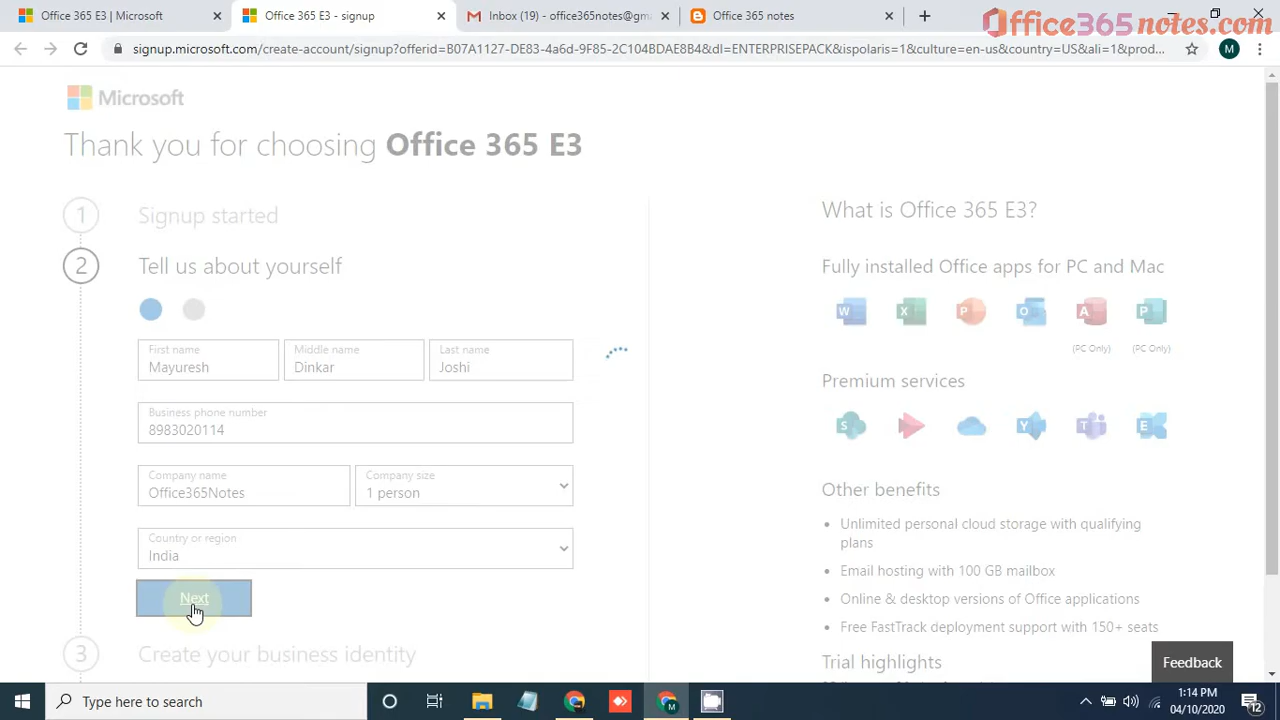 Office 365 E3 | Microsoft
Office 365 E3 - signup
Inbox (19) - office365notes@gm
Office 365 notes
Office365notes.com
signup.microsoft.com/create-account/signup?offerid=B07A1127-DE83-4a6d-9F85-2C104BDAE8B4&dl=ENTERPRISEPACK&ispolaris=1&culture=en-us&country=US&ali=1&prod...
M
Microsoft
Thank you for choosing Office 365 E3
1
Signup started
2
Tell us about yourself
First name
Mayuresh
Middle name
Dinkar
Last name
Joshi
Business phone number
8983020114
Company name
Office365Notes
Company size
1 person
Country or region
India
Next
3
Create your business identity
What is Office 365 E3?
Fully installed Office apps for PC and Mac
W
X
P
O
A
P
(PC Only)
(PC Only)
Premium services
S
Y
T
E
Other benefits
Unlimited personal cloud storage with qualifying
plans
Email hosting with 100 GB mailbox
Online & desktop versions of Office applications
Free FastTrack deployment support with 150+ seats
Trial highlights
Feedback
Type here to search
M
1:14 PM
04/10/2020
12